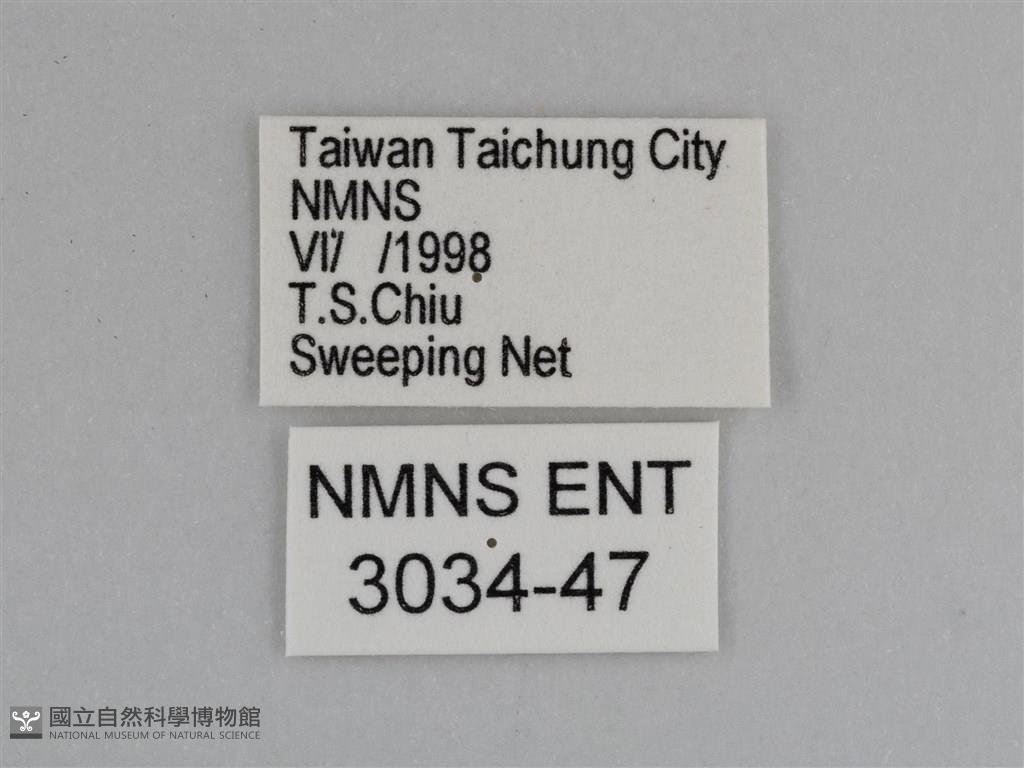 Taiwan Taichung City
NMNS
VI/ /1998
T.S.Chiu
Sweeping Net
NMNS ENT
3034-47
國立自然科學博物館
NATIONAL MUSEUM OF NATURAL SCIENCE